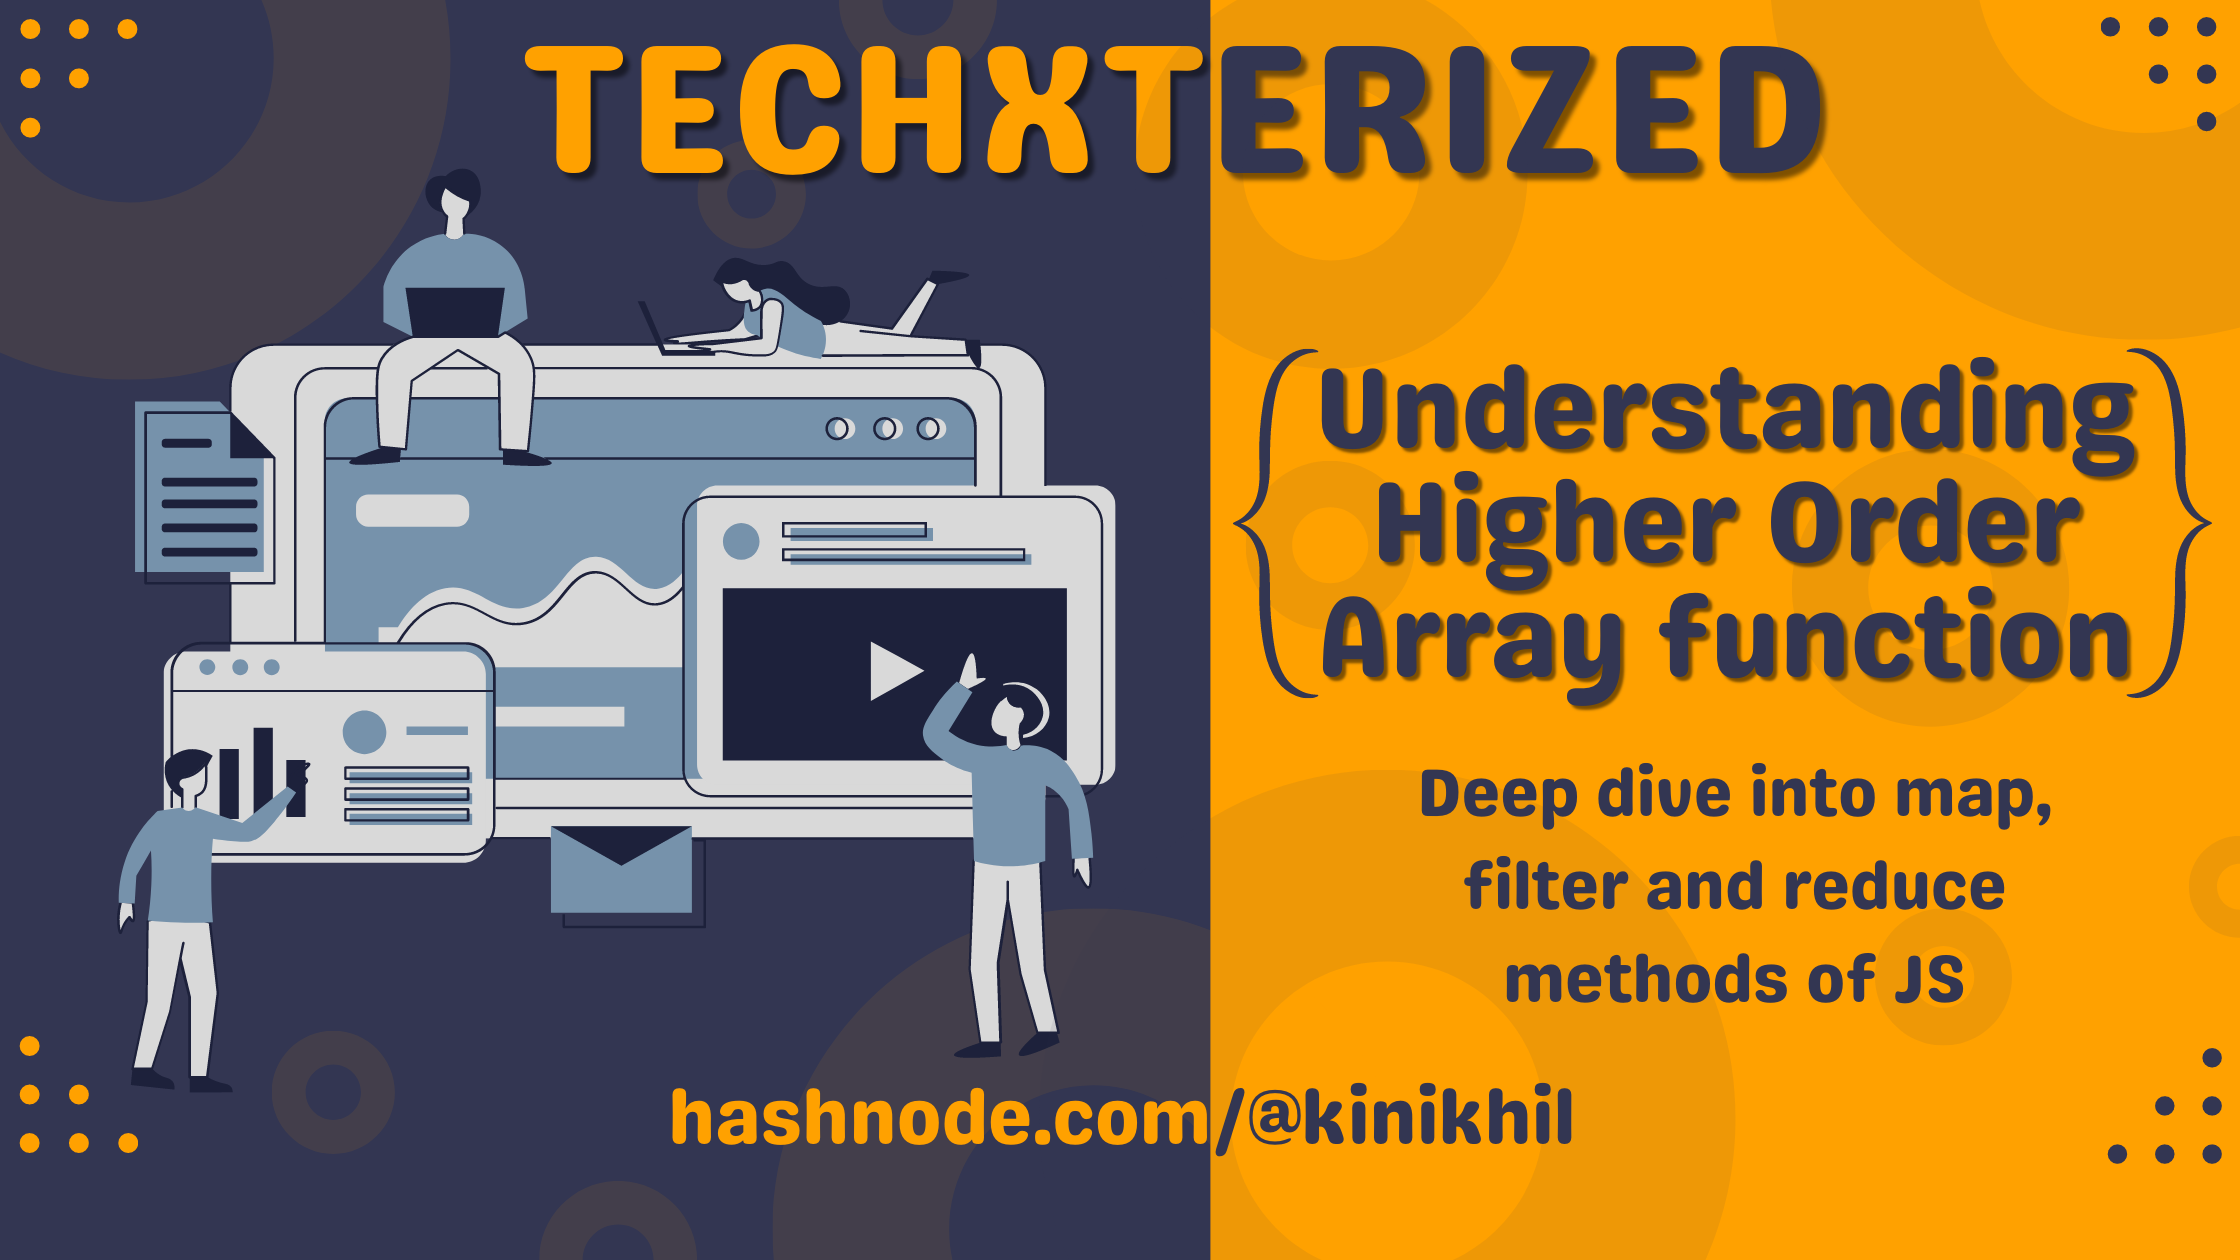 TECHXTERIZED
Understanding
Higher Order
Array function
Deep dive into map,
filter and reduce
methods of JS
hashnode.com/@kinikhil